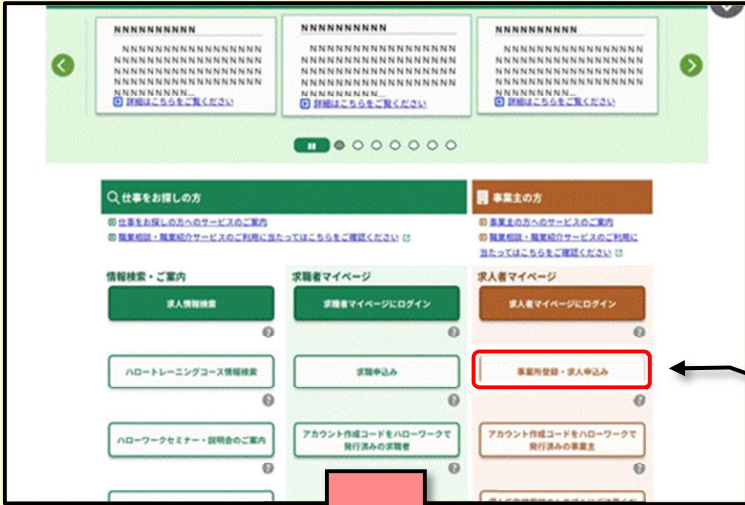 NNNNNNNNNN
NNNNNNNNNNNNNNNNNN
NNNNNNNNNNNNNNNNNNN
NNNNNNNNNNNNNNNNNNN
NNNNNNNNNNNNNNNNNNN
NNNNNNNNN...
詳細はこちらをご覧ください
NNNNNNNNNN
NNNNNNNNNNNNNNNNNN
NNNNNNNNNNNNNNNNNNN
NNNNNNNNNNNNNNNNNNN
NNNNNNNNNNNNNNNNNNN
NNNNNNNNN...
詳細はこちらをご覧ください
NNNNNNNNNN
NNNNNNNNNNNNNNNNNN
NNNNNNNNNNNNNNNNNNN
NNNNNNNNNNNNNNNNNNN
NNNNNNNNNNNNNNNNNNN
NNNNNNNNN...
詳細はこちらをご覧ください
仕事をお探しの方
仕事をお探しの方へのサービスのご案内
職業相談・職業紹介サービスのご利用に当たってはこちらをご確認ください
事業主の方
事業主の方へのサービスのご案内
職業相談・職業紹介サービスのご利用に
当たってはこちらをご確認ください
情報検索・ご案内
求人情報検索
ハロートレーニングコース情報検索
ハローワークセミナー・説明会のご案内
求職者マイページ
求職者マイページにログイン
求職申込み
アカウント作成コードをハローワークで
発行済みの求職者
求人者マイページ
求人者マイページにログイン
事業所登録・求人申込み
アカウント作成コードをハローワークで
発行済みの事業主